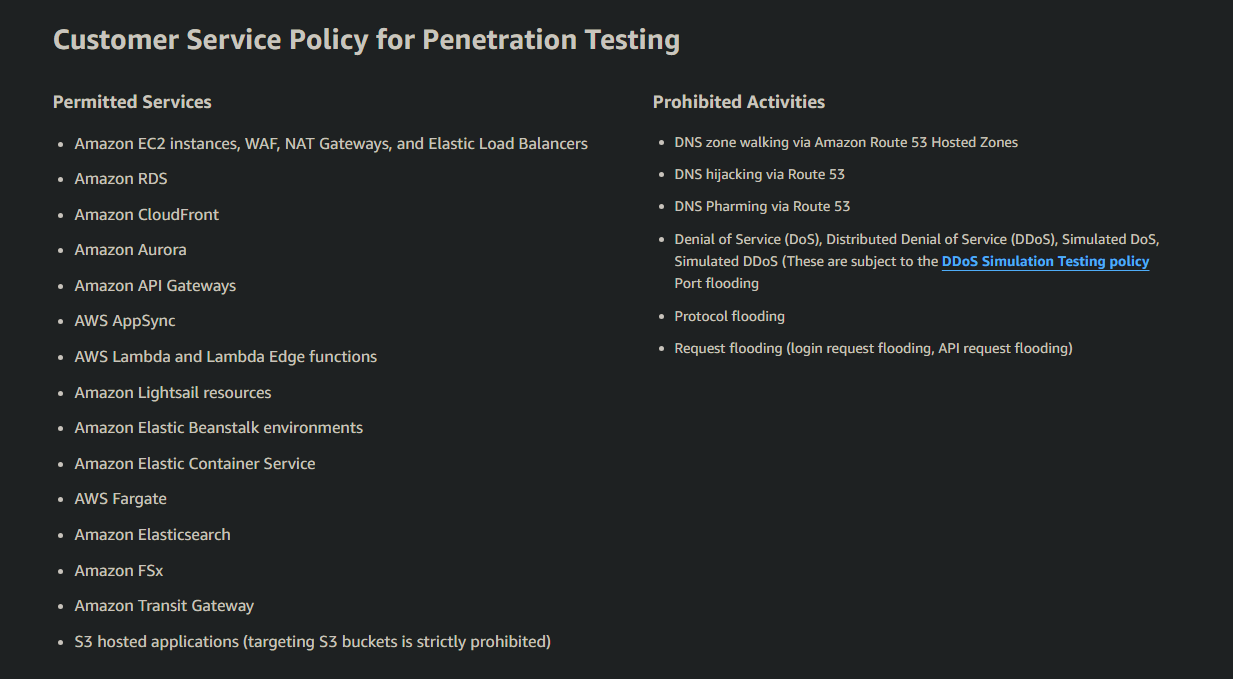 Customer Service Policy for Penetration Testing
Permitted Services
• Amazon EC2 instances, WAF, NAT Gateways, and Elastic Load Balancers
• Amazon RDS
• Amazon CloudFront
• Amazon Aurora
• Amazon API Gateways
• AWS AppSync
• AWS Lambda and Lambda Edge functions
• Amazon Lightsail resources
• Amazon Elastic Beanstalk environments
• Amazon Elastic Container Service
• AWS Fargate
• Amazon Elasticsearch
• Amazon FSx
• Amazon Transit Gateway
• S3 hosted applications (targeting S3 buckets is strictly prohibited)
Prohibited Activities
• DNS zone walking via Amazon Route 53 Hosted Zones
• DNS hijacking via Route 53
• DNS Pharming via Route 53
• Denial of Service (DoS), Distributed Denial of Service (DDoS), Simulated DoS,
Simulated DDoS (These are subject to the DDoS Simulation Testing policy
Port flooding
• Protocol flooding
• Request flooding (login request flooding, API request flooding)